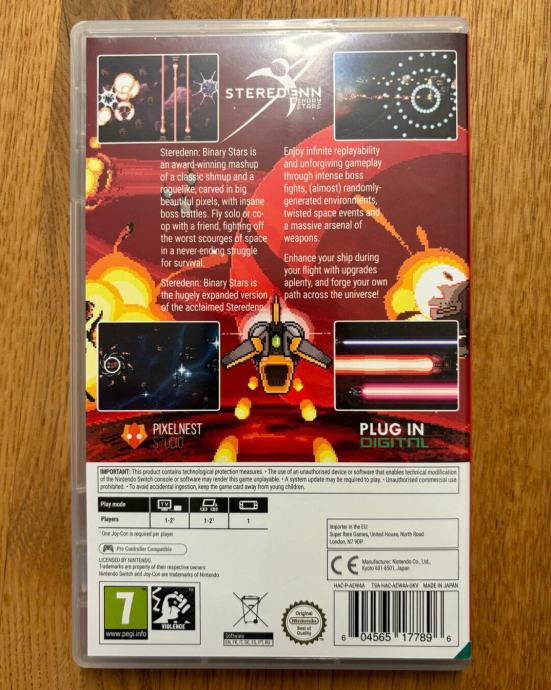 STEREDENN
BINARY
STARS
Steredenn: Binary Stars is
an award-winning mashup
of a classic shmup and a
roguelike, carved in big
beautiful pixels, with insane
boss battles. Fly solo or co-
op with a friend, fighting off
the worst scourges of space
in a never-ending struggle
for survival.
Steredenn: Binary Stars is
the hugely expanded version
of the acclaimed Steredenn.
Enjoy infinite replayability
and unforgiving gameplay
through intense boss
fights, (almost) randomly-
generated environments,
twisted space events and
a massive arsenal of
weapons.
Enhance your ship during
your flight with upgrades
aplenty, and forge your own
path across the universe!
PIXELNEST
STUDIO
PLUG IN
DIGITAL
IMPORTANT: This product contains technological protection measures. • The use of an unauthorised device or software that enables technical modification
of the Nintendo Switch console or software may render this game unplayable. • A system update may be required to play. • Unauthorised commercial use
prohibited. • To avoid accidental ingestion, keep the game card away from young children.
Play mode TV
Players 1-2¹ 1-2¹ 1
¹ One Joy-Con is required per player.
Pro Controller Compatible
LICENSED BY NINTENDO.
Trademarks are property of their respective owners.
Nintendo Switch and Joy-Con are trademarks of Nintendo.
Importer in the EU:
Super Rare Games, United House, North Road
London, N7 9DP
CE
Manufacturer: Nintendo Co., Ltd.,
Kyoto 601-8501, Japan
HAC-P-AEW4A TSA-HAC-AEW4A-UKV MADE IN JAPAN
7
www.pegi.info
VIOLENCE
Software
Original
Nintendo
Best of
Quality
6 04565 17789 6